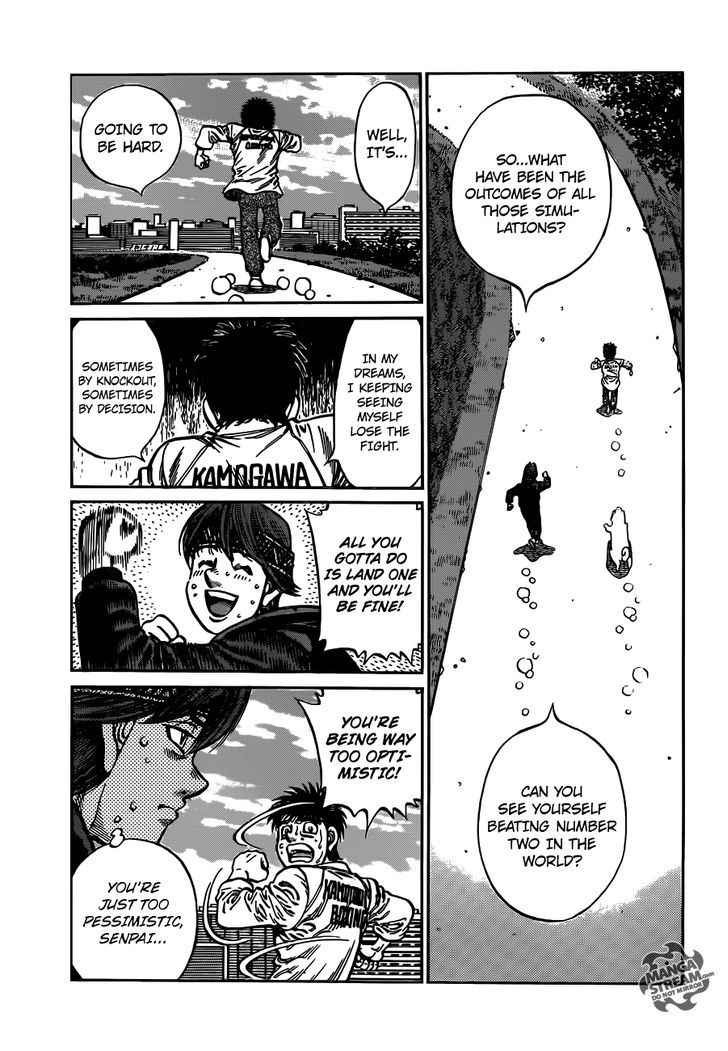 SO...WHAT
HAVE BEEN THE
OUTCOMES OF ALL
THOSE SIMU-
LATIONS?
CAN YOU
SEE YOURSELF
BEATING NUMBER
TWO IN THE
WORLD?
WELL,
IT'S...
GOING TO
BE HARD.
IN MY
DREAMS,
I KEEPING
SEEING
MYSELF
LOSE THE
FIGHT.
SOMETIMES
BY KNOCKOUT,
SOMETIMES
BY DECISION.
KAMOGAWA
ALL YOU
GOTTA DO
IS LAND ONE
AND YOU'LL
BE FINE!
YOU'RE
BEING WAY
TOO OPTI-
MISTIC!
YOU'RE
JUST TOO
PESSIMISTIC,
SENPAI...
MANGA
STREAM.com
DO NOT MIRROR